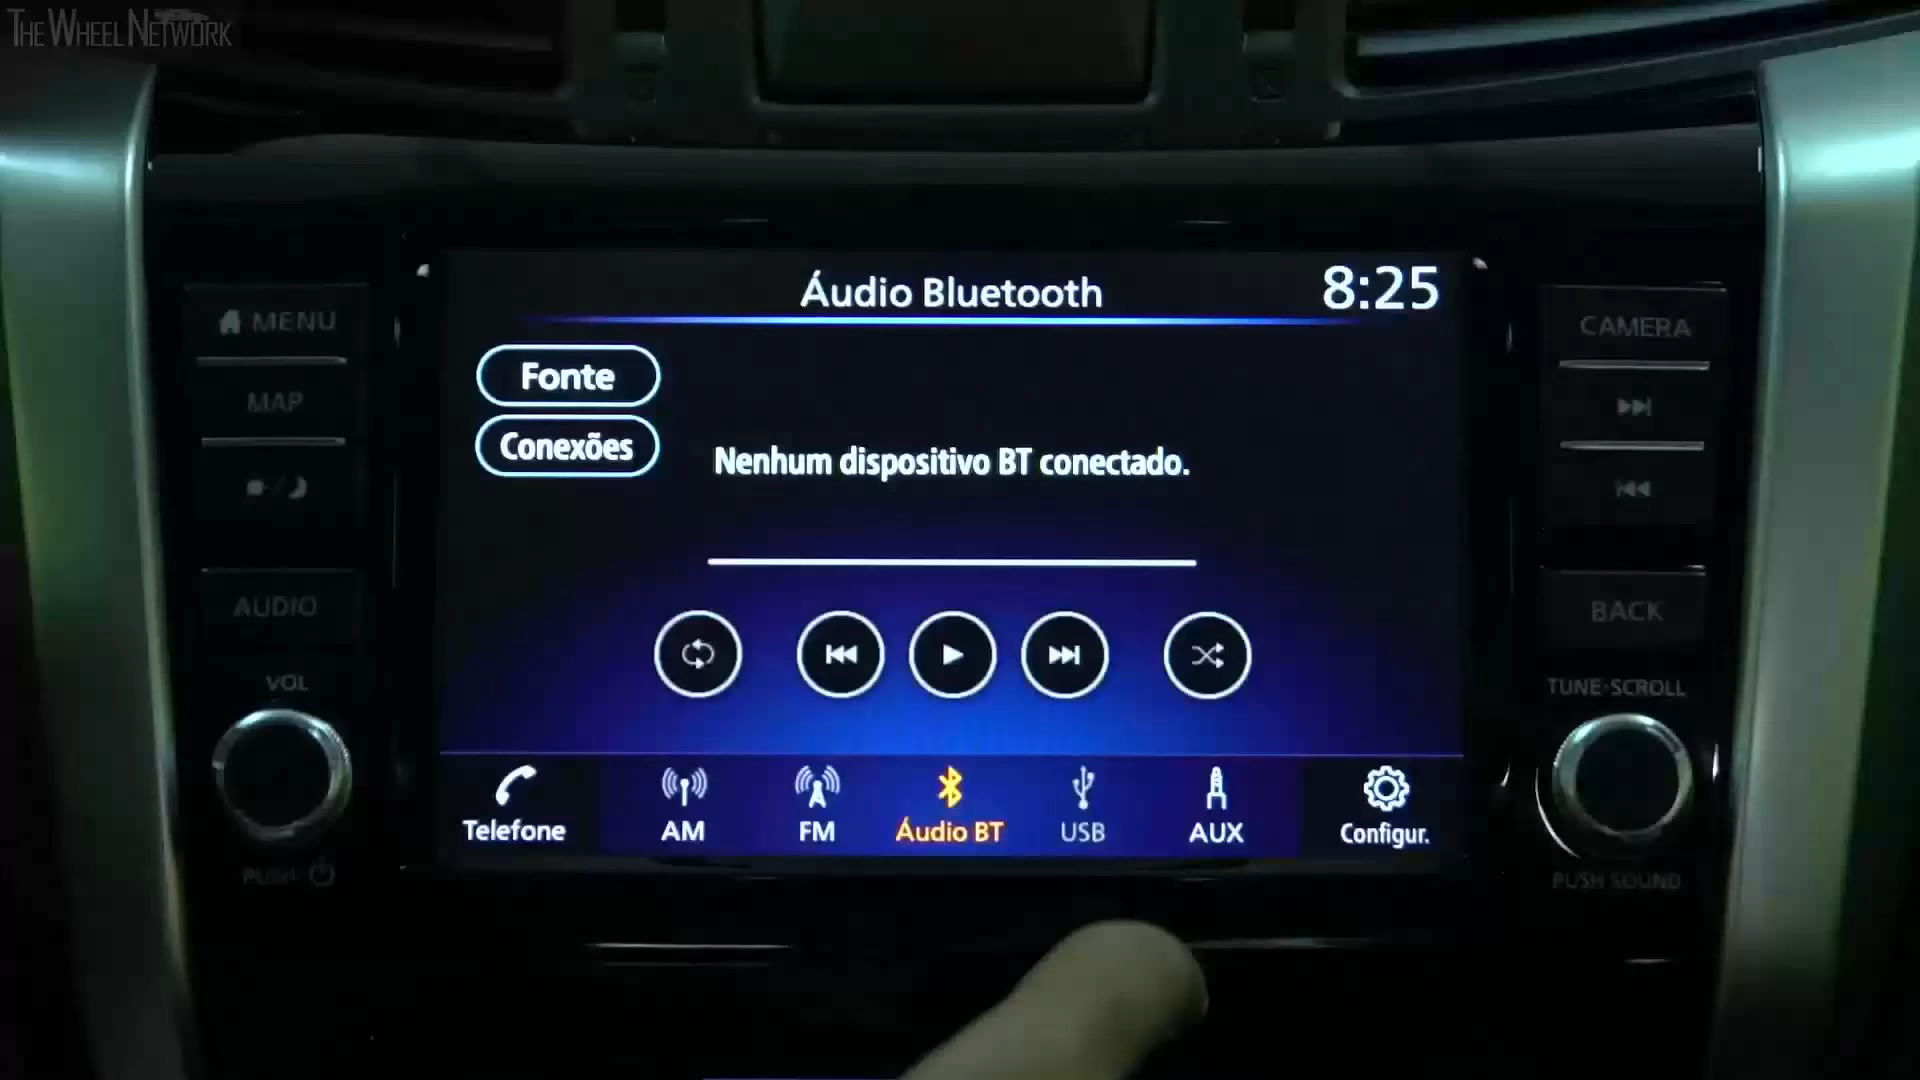 THE WHEEL NETWORK
MENU
MAP
AUDIO
VOL
PUSH
Áudio Bluetooth
8:25
Fonte
Conexões
Nenhum dispositivo BT conectado.
Telefone
AM
FM
Áudio BT
USB
AUX
Configur.
CAMERA
BACK
TUNE·SCROLL
PUSH SOUND